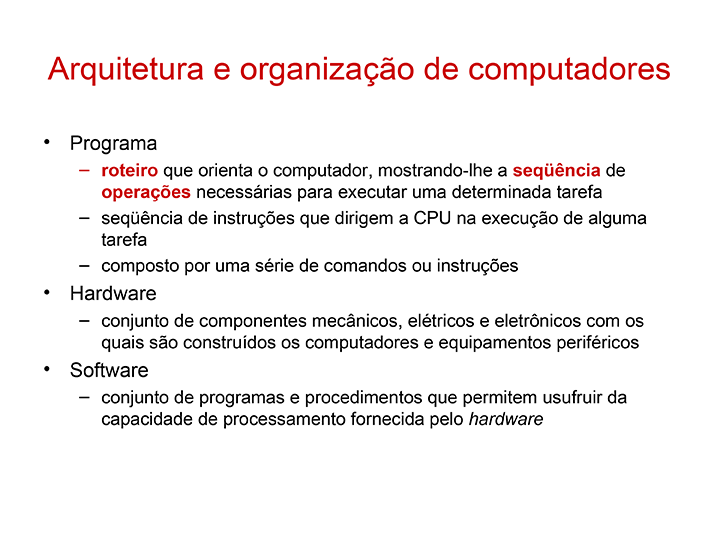 Arquitetura e organização de computadores
• Programa
– roteiro que orienta o computador, mostrando-lhe a seqüência de
operações necessárias para executar uma determinada tarefa
– seqüência de instruções que dirigem a CPU na execução de alguma
tarefa
– composto por uma série de comandos ou instruções
• Hardware
– conjunto de componentes mecânicos, elétricos e eletrônicos com os
quais são construídos os computadores e equipamentos periféricos
• Software
– conjunto de programas e procedimentos que permitem usufruir da
capacidade de processamento fornecida pelo hardware